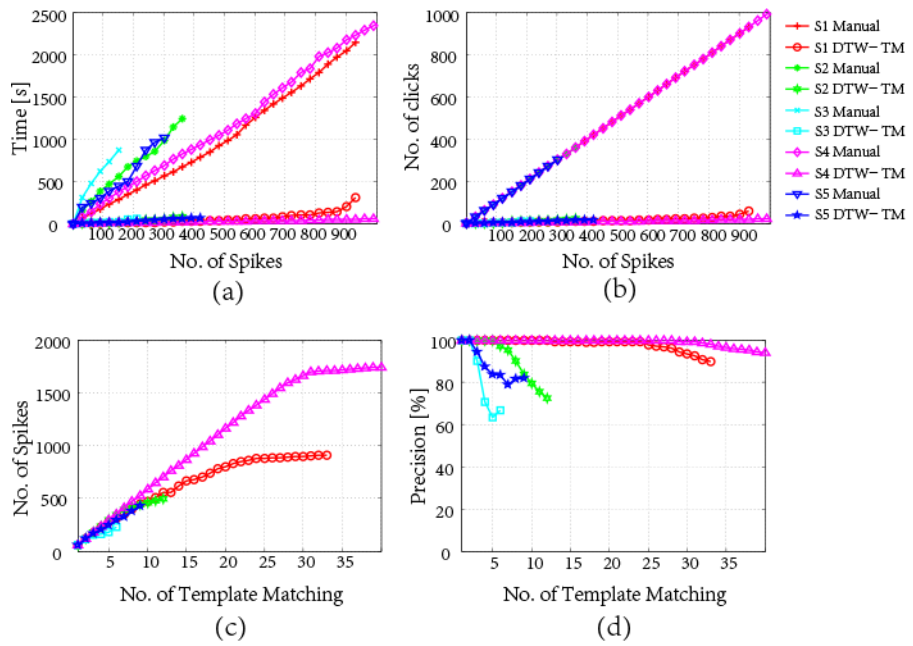 2500
2000
1500
1000
500
0
Time [s]
100 200 300 400 500 600 700 800 900
No. of Spikes
(a)
1000
800
600
400
200
0
No. of clicks
100 200 300 400 500 600 700 800 900
No. of Spikes
(b)
S1 Manual
S1 DTW-TM
S2 Manual
S2 DTW-TM
S3 Manual
S3 DTW-TM
S4 Manual
S4 DTW-TM
S5 Manual
S5 DTW-TM
2000
1500
1000
500
0
No. of Spikes
5 10 15 20 25 30 35
No. of Template Matching
(c)
100
80
60
40
20
0
Precision [%]
5 10 15 20 25 30 35
No. of Template Matching
(d)